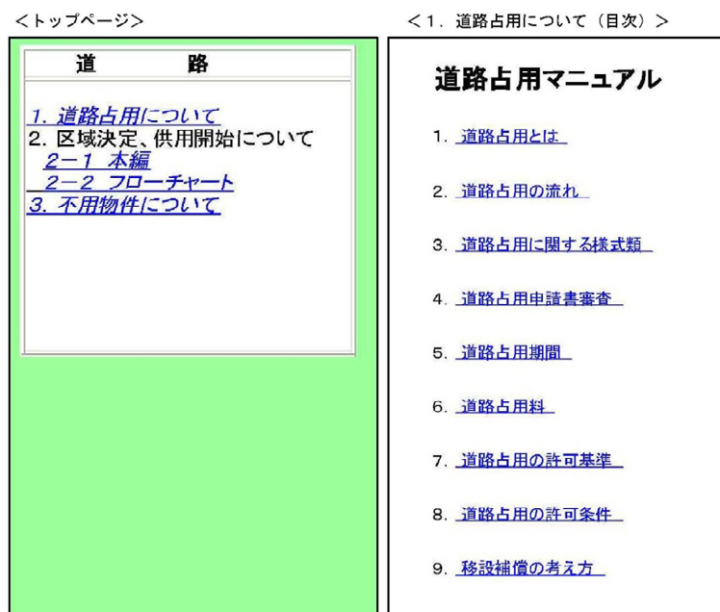 ＜トップページ＞
道　　路
1. 道路占用について
2. 区域決定、供用開始について
2－1 本編
2－2 フローチャート
3. 不用物件について
＜1．道路占用について（目次）＞
道路占用マニュアル
1. 道路占用とは
2. 道路占用の流れ
3. 道路占用に関する様式類
4. 道路占用申請書審査
5. 道路占用期間
6. 道路占用料
7. 道路占用の許可基準
8. 道路占用の許可条件
9. 移設補償の考え方